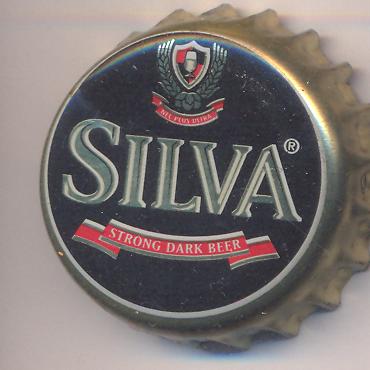 NEC PLUS ULTRA
SILVA®
STRONG DARK BEER